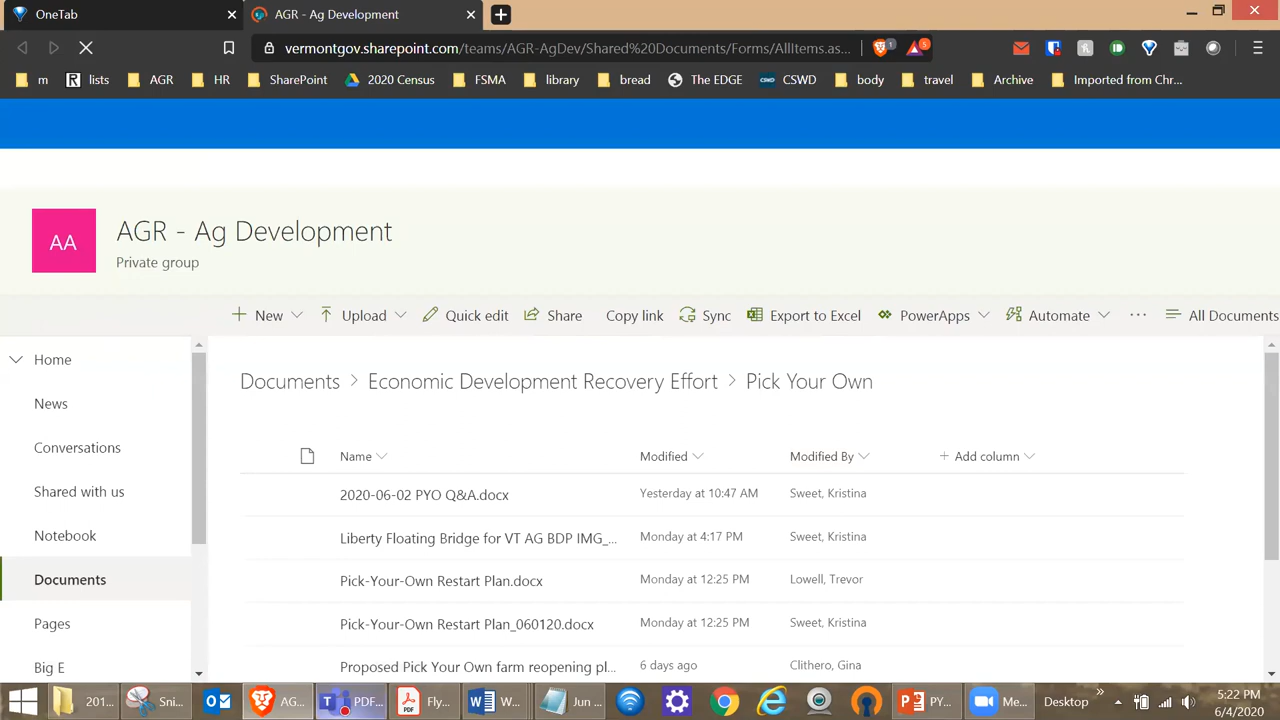 OneTab
AGR - Ag Development
vermontgov.sharepoint.com/teams/AGR-AgDev/Shared%20Documents/Forms/AllItems.as...
1
5
m
lists
AGR
HR
SharePoint
2020 Census
FSMA
library
bread
The EDGE
CSWD
CSWD
body
travel
Archive
Imported from Chr...
AA
AGR - Ag Development
Private group
New
Upload
Quick edit
Share
Copy link
Sync
Export to Excel
PowerApps
Automate
...
All Documents
Home
News
Conversations
Shared with us
Notebook
Documents
Pages
Big E
Documents > Economic Development Recovery Effort > Pick Your Own
Name Modified Modified By + Add column
2020-06-02 PYO Q&A.docx Yesterday at 10:47 AM Sweet, Kristina
Liberty Floating Bridge for VT AG BDP IMG_... Monday at 4:17 PM Sweet, Kristina
Pick-Your-Own Restart Plan.docx Monday at 12:25 PM Lowell, Trevor
Pick-Your-Own Restart Plan_060120.docx Monday at 12:25 PM Sweet, Kristina
Proposed Pick Your Own farm reopening pl... 6 days ago Clithero, Gina
201...
Sni...
AG...
PDF...
Fly...
W...
Jun ...
PY...
Me...
Desktop
5:22 PM
6/4/2020